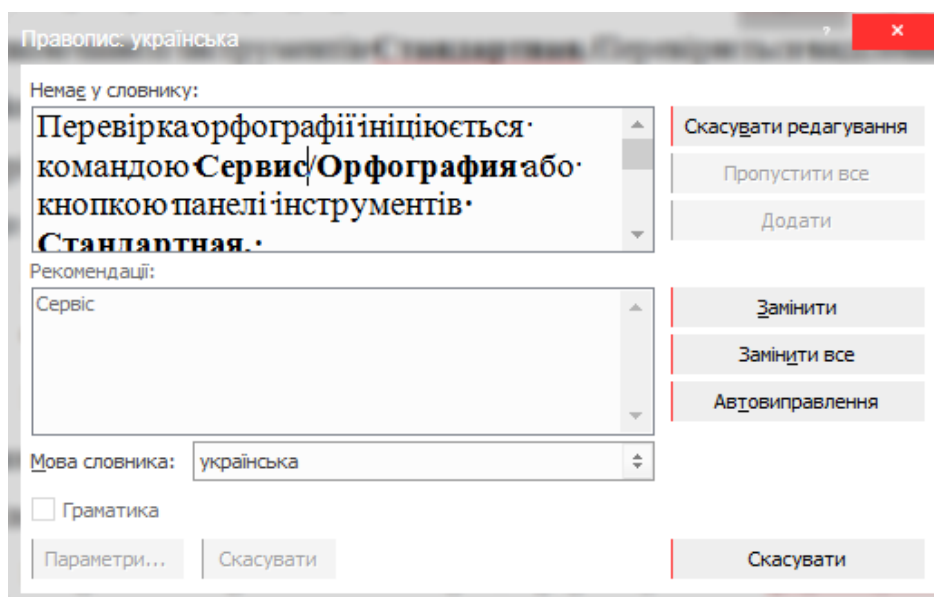 Правопис: українська
?
×
Немає у словнику:
Перевірка·орфографії·ініціюється·
командою·Сервис/Орфография·або·
кнопкою·панелі·інструментів·
Стандартная.·
Скасувати редагування
Пропустити все
Додати
Рекомендації:
Сервіс
Замінити
Замінити все
Автовиправлення
Мова словника: українська
Граматика
Параметри... Скасувати
Скасувати